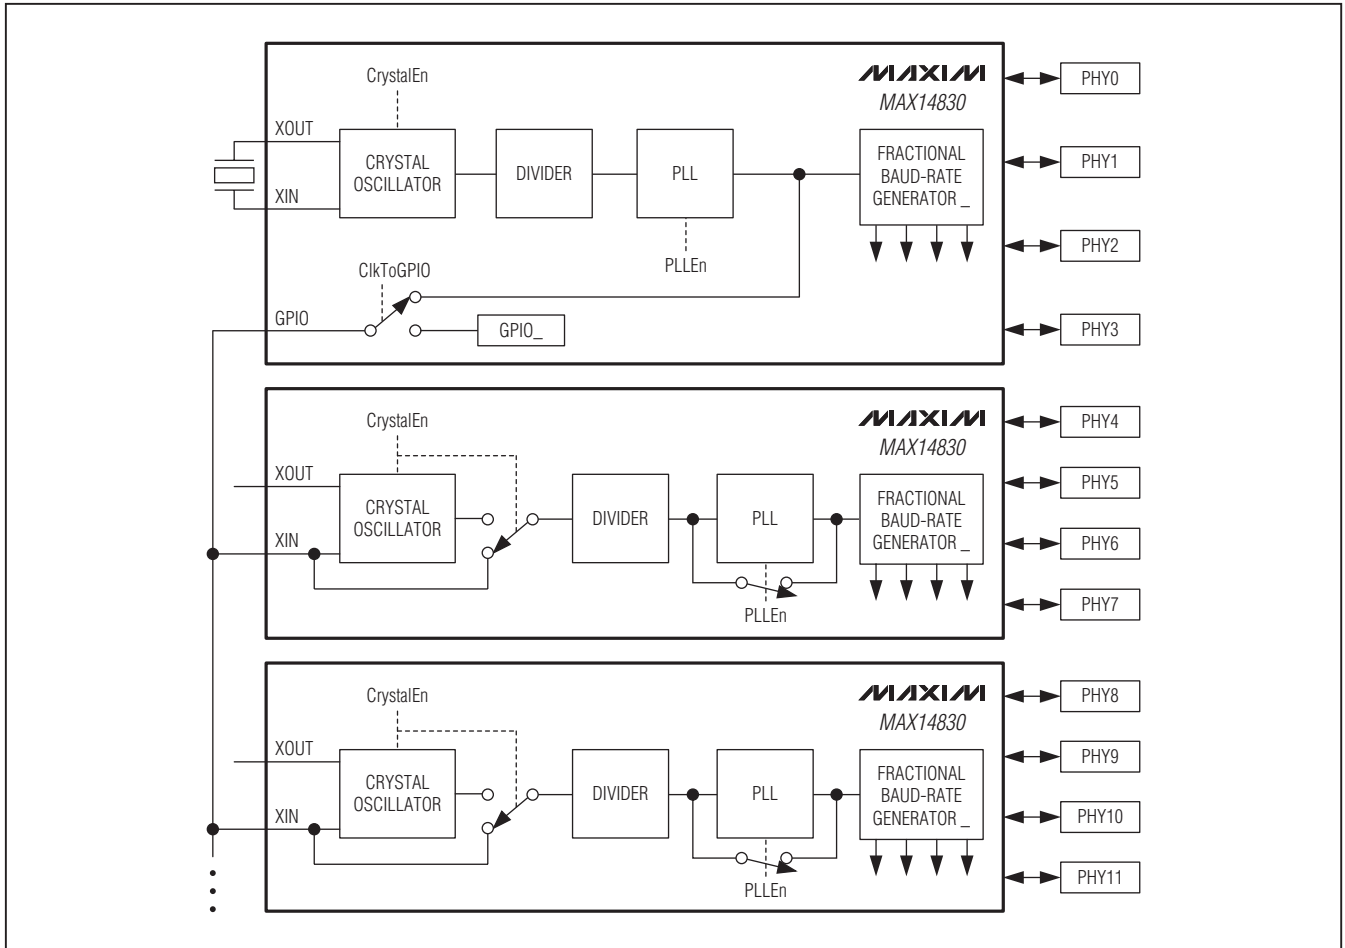 CrystalEn
MAXIM
MAX14830
PHY0
XOUT
CRYSTAL
OSCILLATOR
DIVIDER
PLL
FRACTIONAL
BAUD-RATE
GENERATOR _
PHY1
XIN
PHY2
PLLEn
ClkToGPIO
GPIO
GPIO_
PHY3
CrystalEn
MAXIM
MAX14830
PHY4
XOUT
CRYSTAL
OSCILLATOR
DIVIDER
PLL
FRACTIONAL
BAUD-RATE
GENERATOR _
PHY5
XIN
PHY6
PLLEn
PHY7
CrystalEn
MAXIM
MAX14830
PHY8
XOUT
CRYSTAL
OSCILLATOR
DIVIDER
PLL
FRACTIONAL
BAUD-RATE
GENERATOR _
PHY9
XIN
PHY10
PLLEn
PHY11